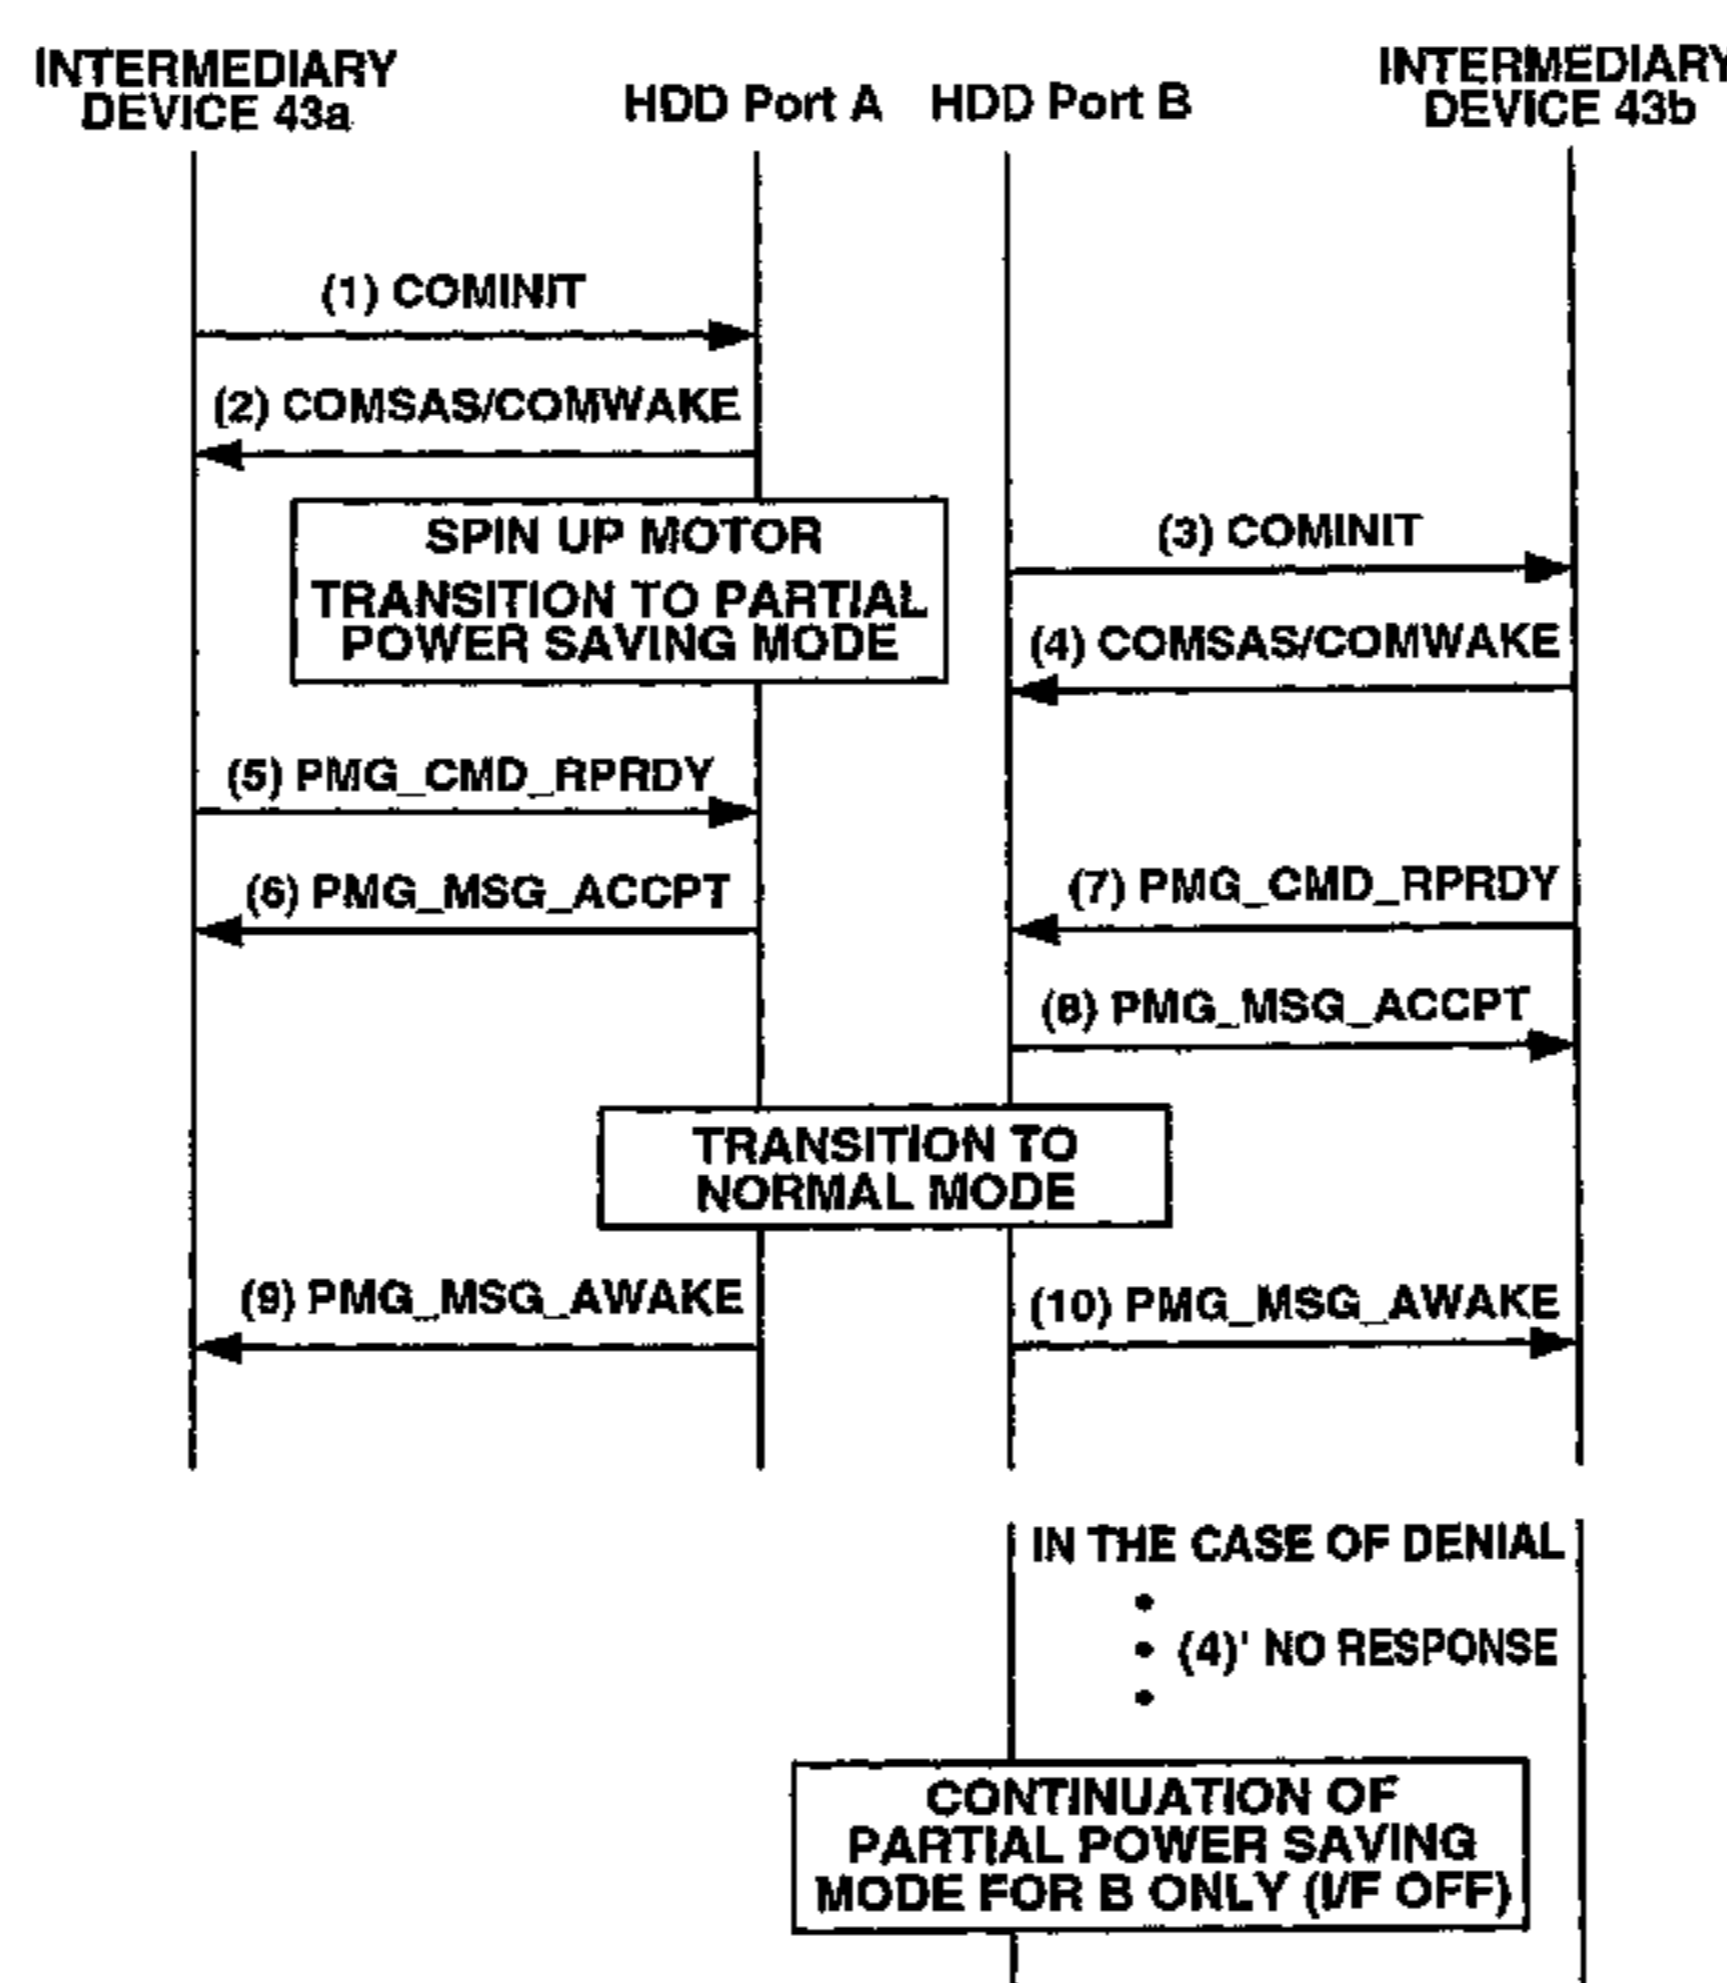 INTERMEDIARY
DEVICE 43a
HDD Port A
HDD Port B
INTERMEDIARY
DEVICE 43b
(1) COMINIT
(2) COMSAS/COMWAKE
SPIN UP MOTOR
TRANSITION TO PARTIAL
POWER SAVING MODE
(3) COMINIT
(4) COMSAS/COMWAKE
(5) PMG_CMD_RPRDY
(6) PMG_MSG_ACCPT
(7) PMG_CMD_RPRDY
(8) PMG_MSG_ACCPT
TRANSITION TO
NORMAL MODE
(9) PMG_MSG_AWAKE
(10) PMG_MSG_AWAKE
IN THE CASE OF DENIAL
(4)' NO RESPONSE
CONTINUATION OF
PARTIAL POWER SAVING
MODE FOR B ONLY (I/F OFF)